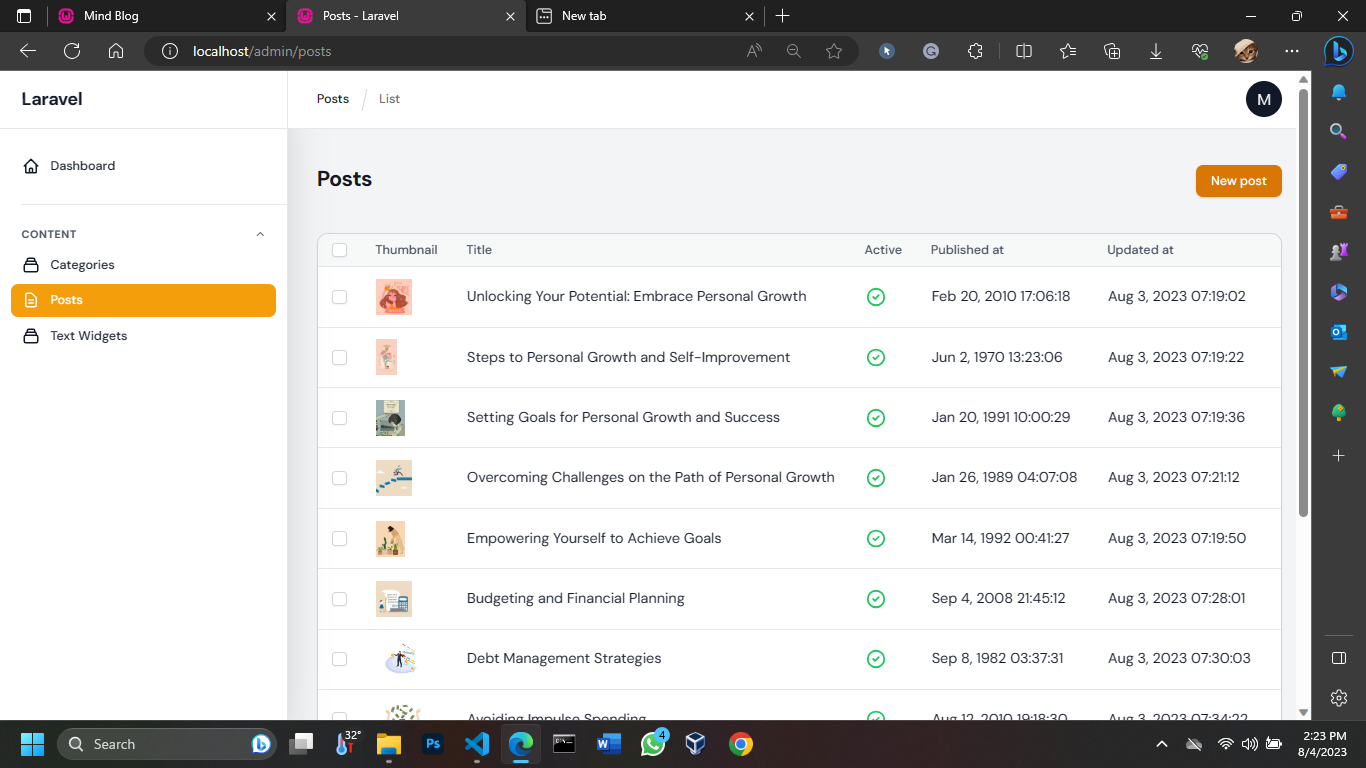 Mind Blog
Posts - Laravel
New tab
localhost/admin/posts
Laravel
Posts / List
M
Dashboard
Posts
New post
CONTENT
Categories
Posts
Text Widgets
Thumbnail Title Active Published at Updated at
Unlocking Your Potential: Embrace Personal Growth Feb 20, 2010 17:06:18 Aug 3, 2023 07:19:02
Steps to Personal Growth and Self-Improvement Jun 2, 1970 13:23:06 Aug 3, 2023 07:19:22
Setting Goals for Personal Growth and Success Jan 20, 1991 10:00:29 Aug 3, 2023 07:19:36
Overcoming Challenges on the Path of Personal Growth Jan 26, 1989 04:07:08 Aug 3, 2023 07:21:12
Empowering Yourself to Achieve Goals Mar 14, 1992 00:41:27 Aug 3, 2023 07:19:50
Budgeting and Financial Planning Sep 4, 2008 21:45:12 Aug 3, 2023 07:28:01
Debt Management Strategies Sep 8, 1982 03:37:31 Aug 3, 2023 07:30:03
Avoiding Impulse Spending Aug 12, 2010 19:18:30 Aug 3, 2023 07:34:22
Search
32°
Ps
4
2:23 PM
8/4/2023